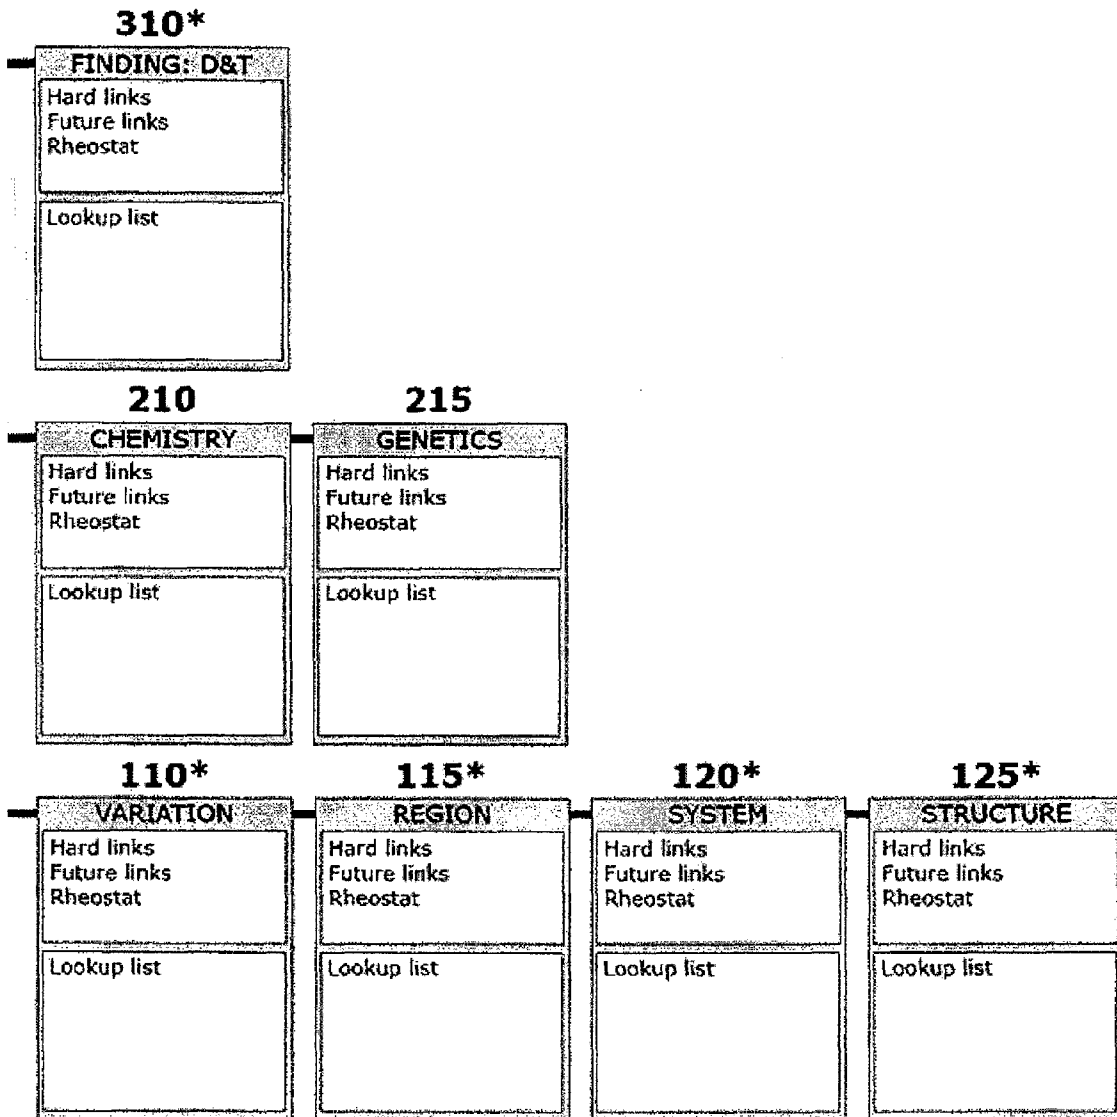 310*
FINDING: D&T
Hard links
Future links
Rheostat
Lookup list
210
CHEMISTRY
Hard links
Future links
Rheostat
Lookup list
215
GENETICS
Hard links
Future links
Rheostat
Lookup list
110*
VARIATION
Hard links
Future links
Rheostat
Lookup list
115*
REGION
Hard links
Future links
Rheostat
Lookup list
120*
SYSTEM
Hard links
Future links
Rheostat
Lookup list
125*
STRUCTURE
Hard links
Future links
Rheostat
Lookup list